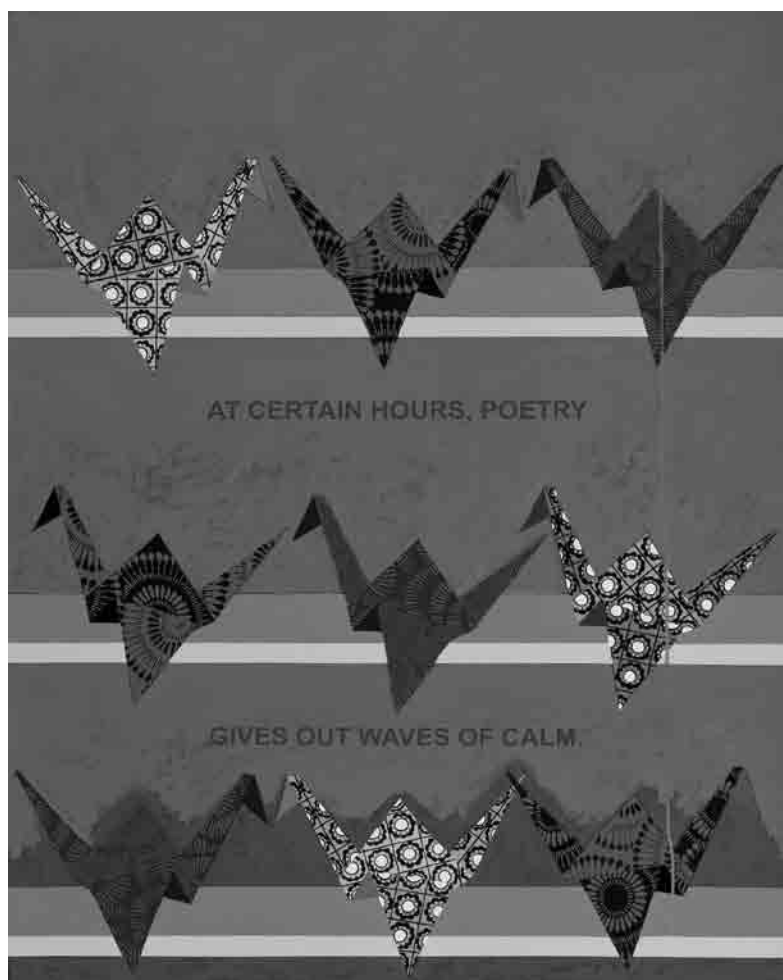 AT CERTAIN HOURS, POETRY
GIVES OUT WAVES OF CALM.